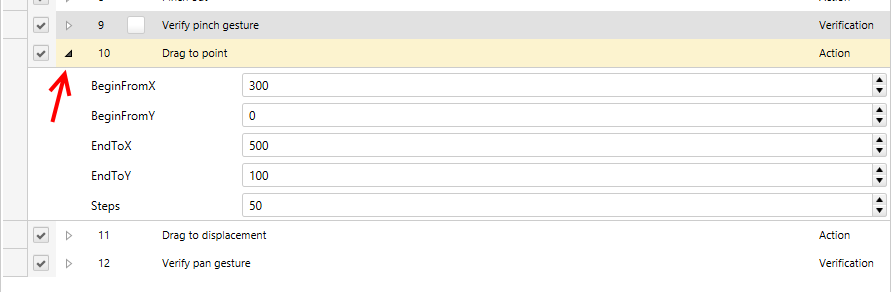 9 Verify pinch gesture Verification
10 Drag to point Action
BeginFromX 300
BeginFromY 0
EndToX 500
EndToY 100
Steps 50
11 Drag to displacement Action
12 Verify pan gesture Verification